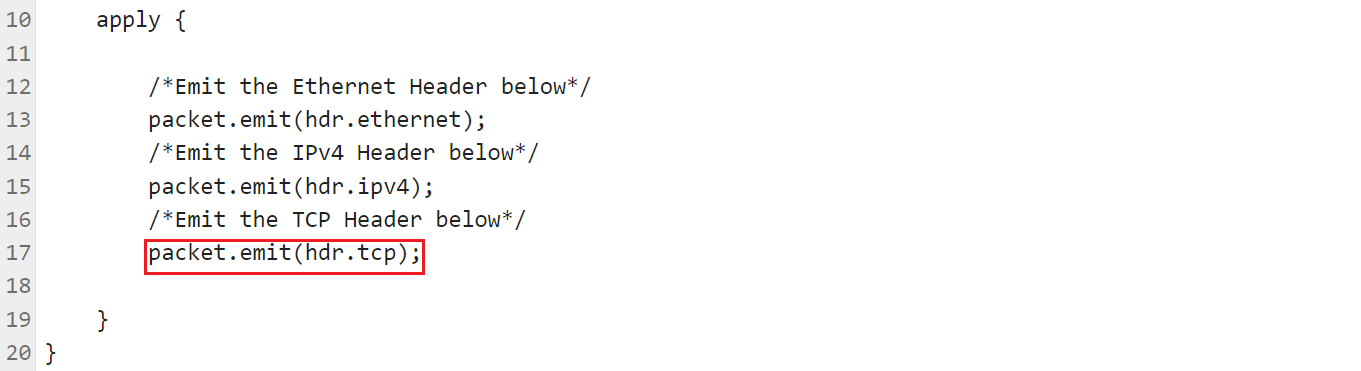 10    apply {
11
12        /*Emit the Ethernet Header below*/
13        packet.emit(hdr.ethernet);
14        /*Emit the IPv4 Header below*/
15        packet.emit(hdr.ipv4);
16        /*Emit the TCP Header below*/
17        packet.emit(hdr.tcp);
18
19    }
20 }